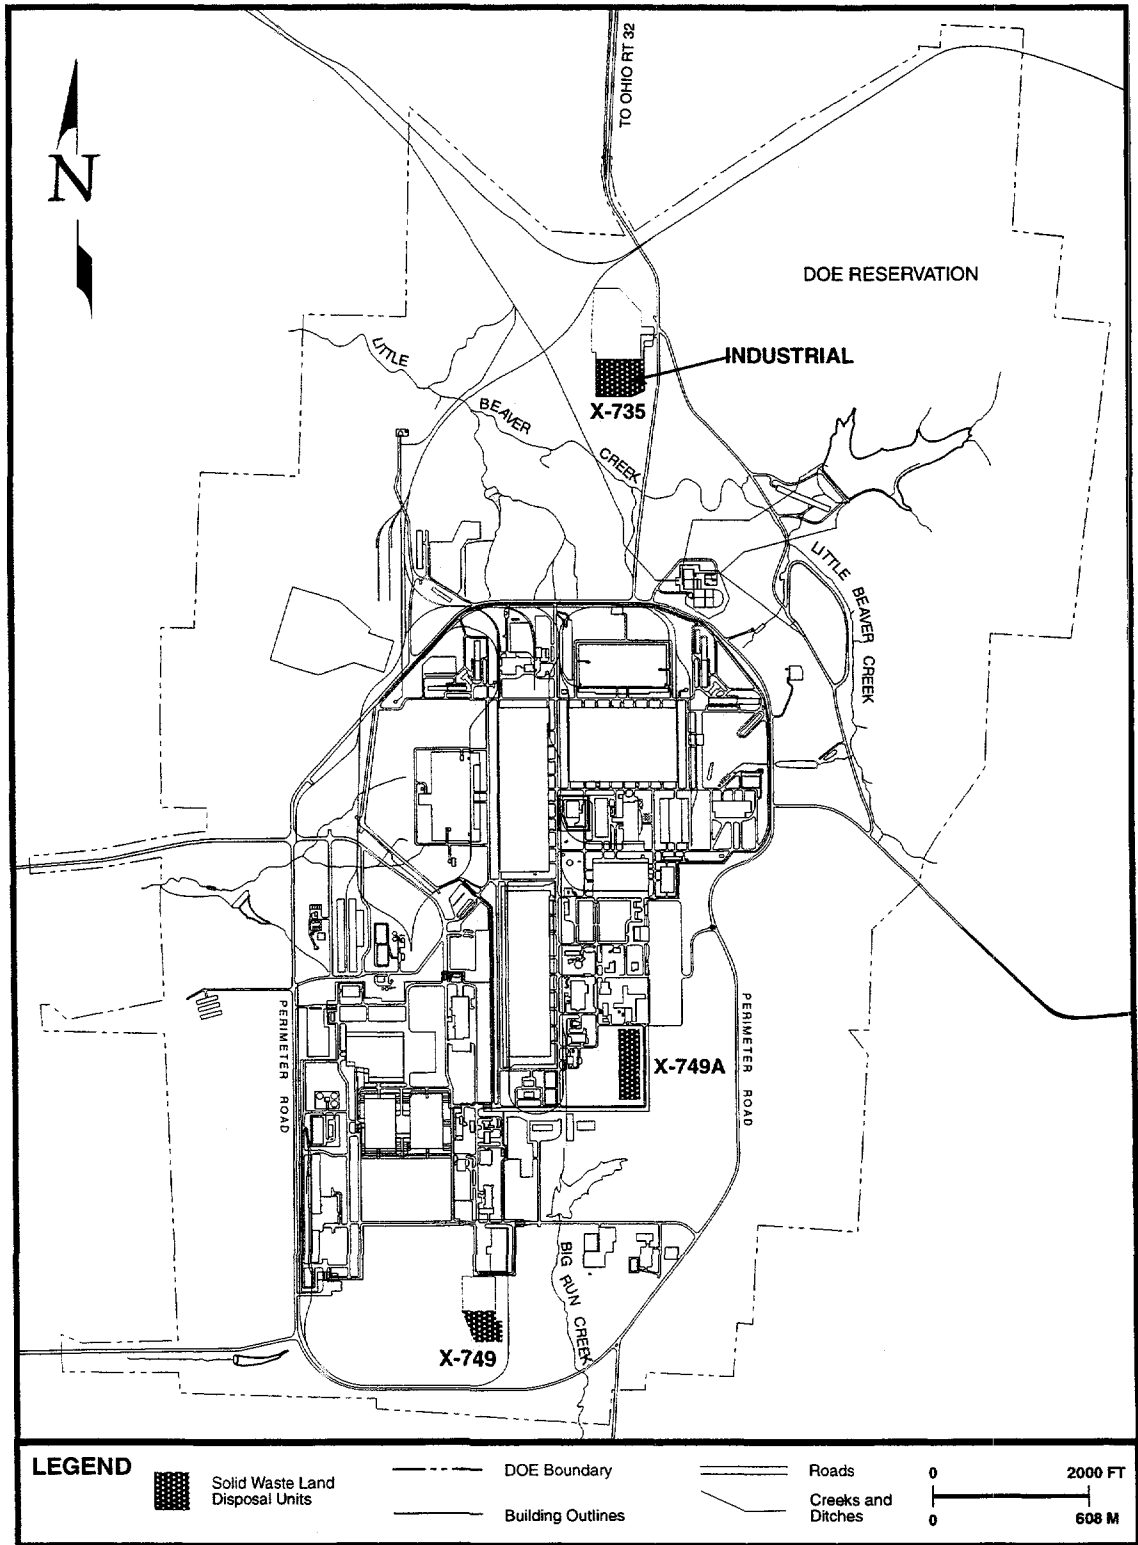 TO OHIO RT 32
N
DOE RESERVATION
LITTLE
INDUSTRIAL
BEAVER
X-735
CREEK
LITTLE BEAVER CREEK
PERIMETER ROAD
PERIMETER ROAD
X-749A
BIG RUN CREEK
X-749
LEGEND
Solid Waste Land
Disposal Units
DOE Boundary
Building Outlines
Roads
Creeks and
Ditches
0 2000 FT
0 608 M